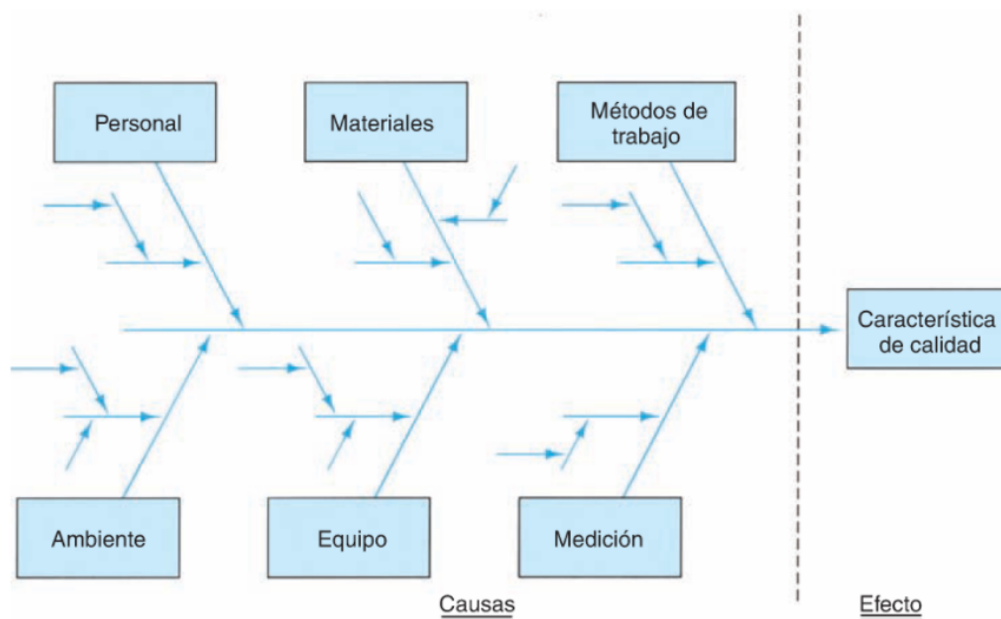 Personal
Materiales
Métodos de
trabajo
Característica
de calidad
Ambiente
Equipo
Medición
Causas
Efecto